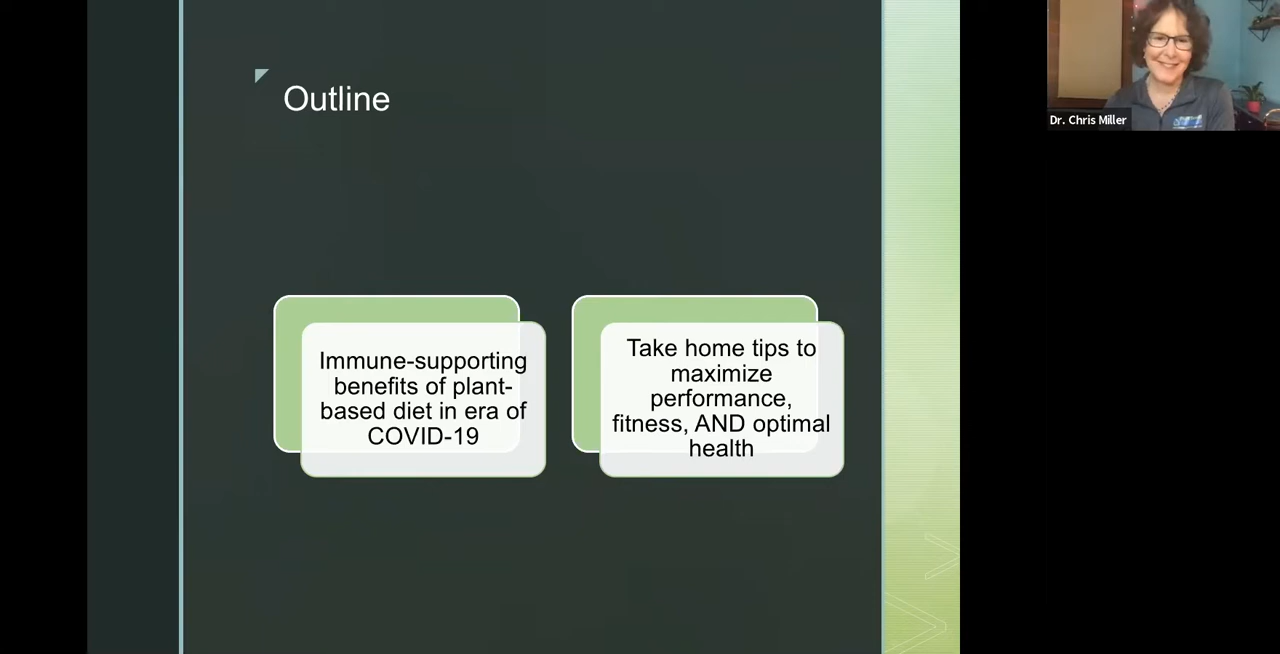 Outline
Immune-supporting
benefits of plant-
based diet in era of
COVID-19
Take home tips to
maximize
performance,
fitness, AND optimal
health
Dr. Chris Miller